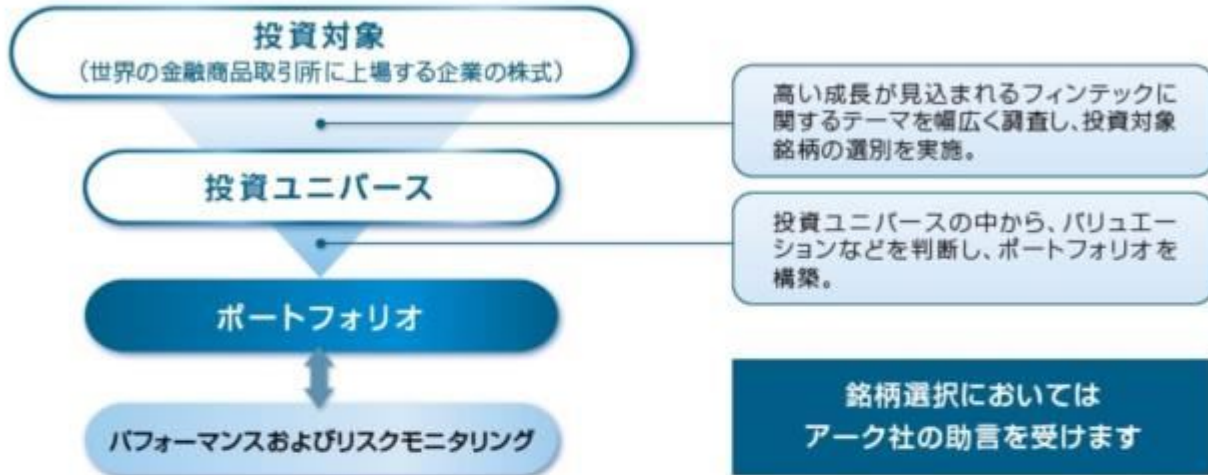 投資対象
（世界の金融商品取引所に上場する企業の株式）
高い成長が見込まれるフィンテックに
関するテーマを幅広く調査し、投資対象
銘柄の選別を実施。
投資ユニバース
投資ユニバースの中から、バリュエー
ションなどを判断し、ポートフォリオを
構築。
ポートフォリオ
パフォーマンスおよびリスクモニタリング
銘柄選択においては
アーク社の助言を受けます